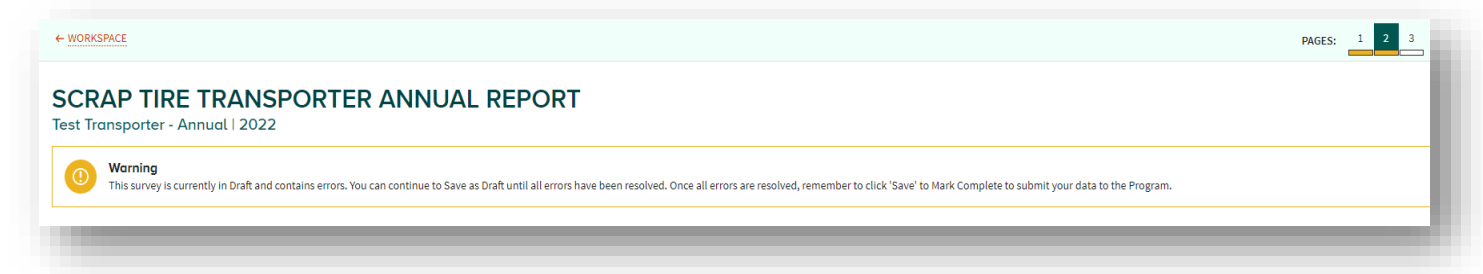 ← WORKSPACE
PAGES: 1 2 3
SCRAP TIRE TRANSPORTER ANNUAL REPORT
Test Transporter - Annual | 2022
Warning
This survey is currently in Draft and contains errors. You can continue to Save as Draft until all errors have been resolved. Once all errors are resolved, remember to click 'Save' to Mark Complete to submit your data to the Program.